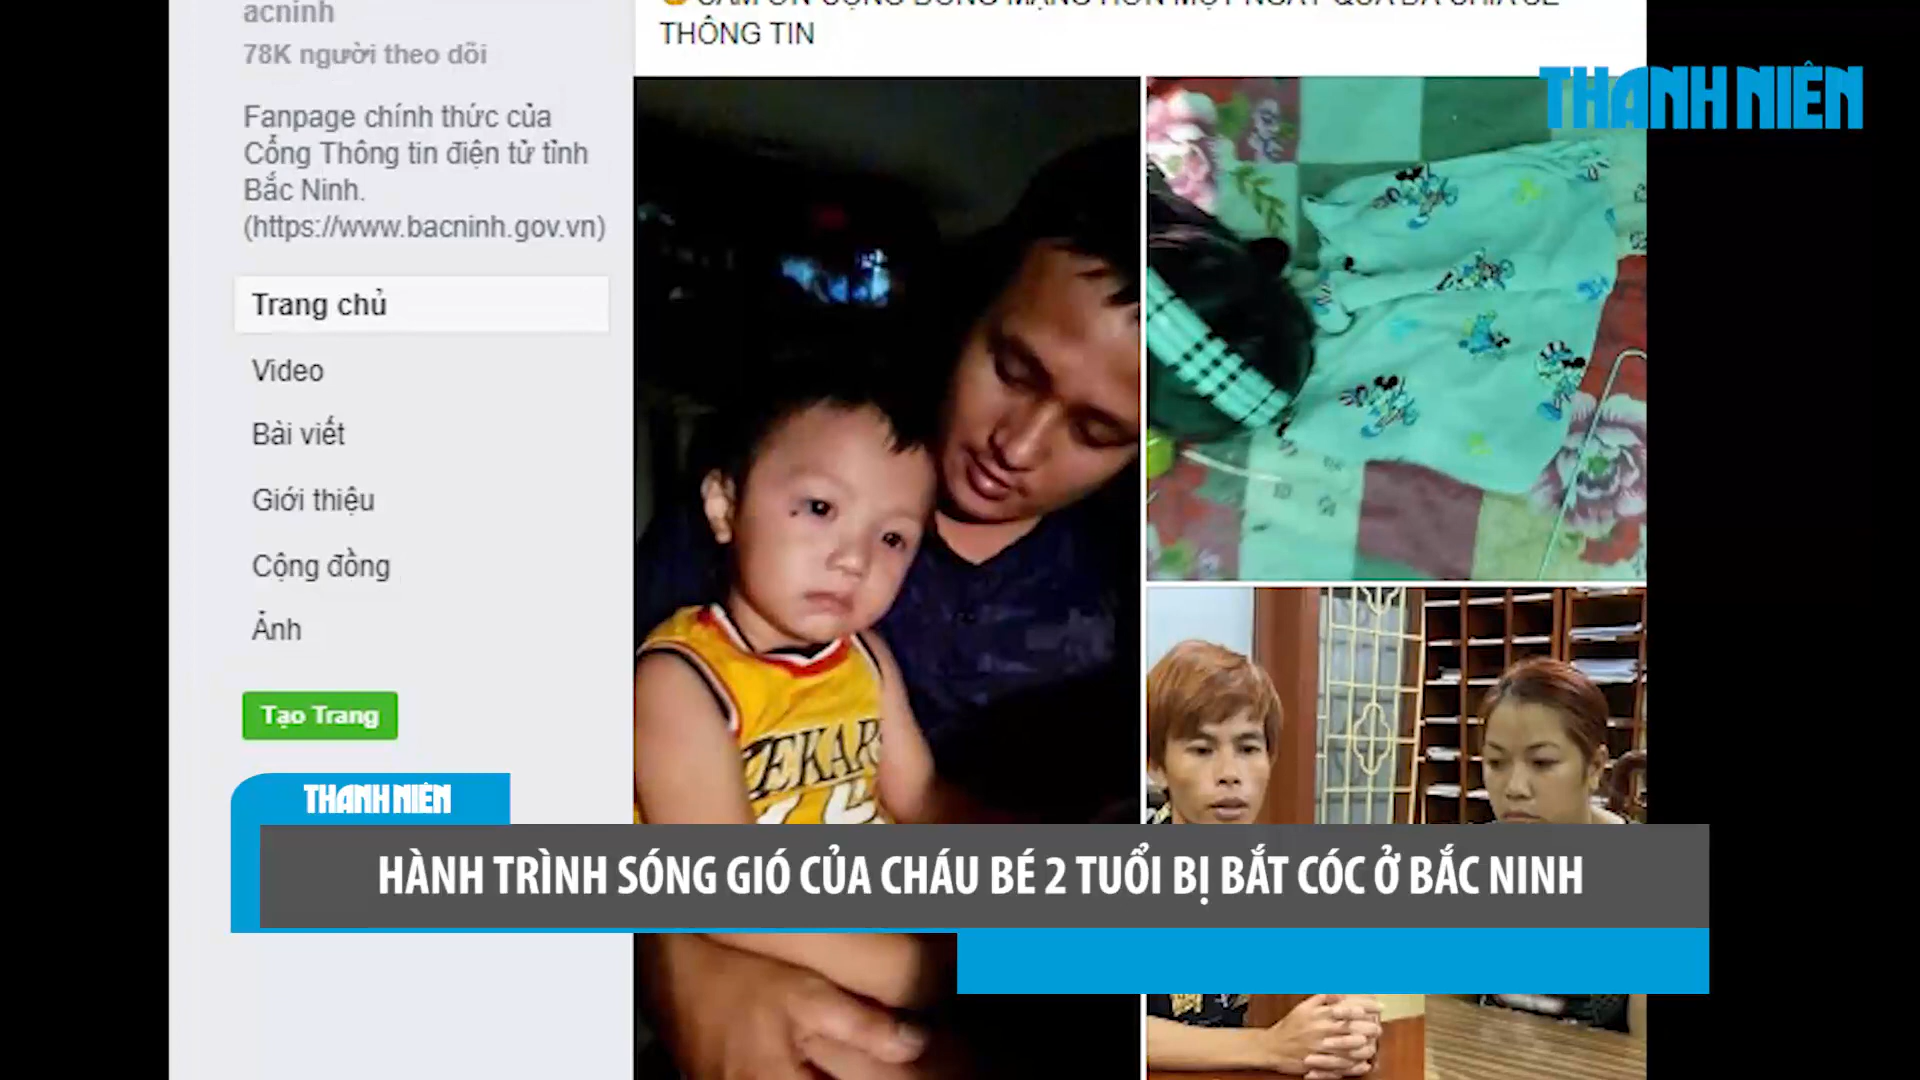 acninh
78K người theo dõi
Fanpage chính thức của
Cổng Thông tin điện tử tỉnh
Bắc Ninh.
(https://www.bacninh.gov.vn)
Trang chủ
Video
Bài viết
Giới thiệu
Cộng đồng
Ảnh
Tạo Trang
THÔNG TIN
THANH NIÊN
THANH NIÊN
HÀNH TRÌNH SÓNG GIÓ CỦA CHÁU BÉ 2 TUỔI BỊ BẮT CÓC Ở BẮC NINH